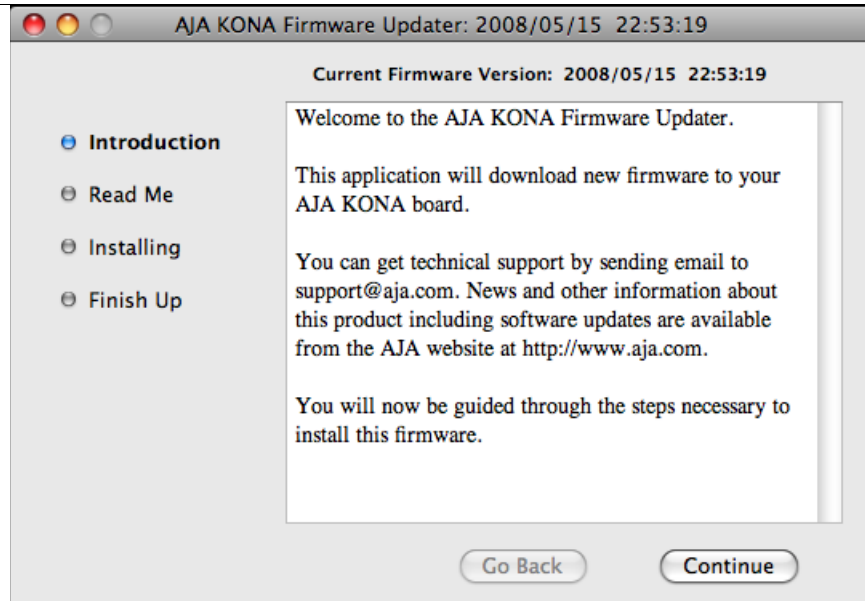 AJA KONA Firmware Updater: 2008/05/15  22:53:19
Current Firmware Version:  2008/05/15  22:53:19
Introduction
Read Me
Installing
Finish Up
Welcome to the AJA KONA Firmware Updater.
This application will download new firmware to your
AJA KONA board.
You can get technical support by sending email to
support@aja.com. News and other information about
this product including software updates are available
from the AJA website at http://www.aja.com.
You will now be guided through the steps necessary to
install this firmware.
Go Back
Continue